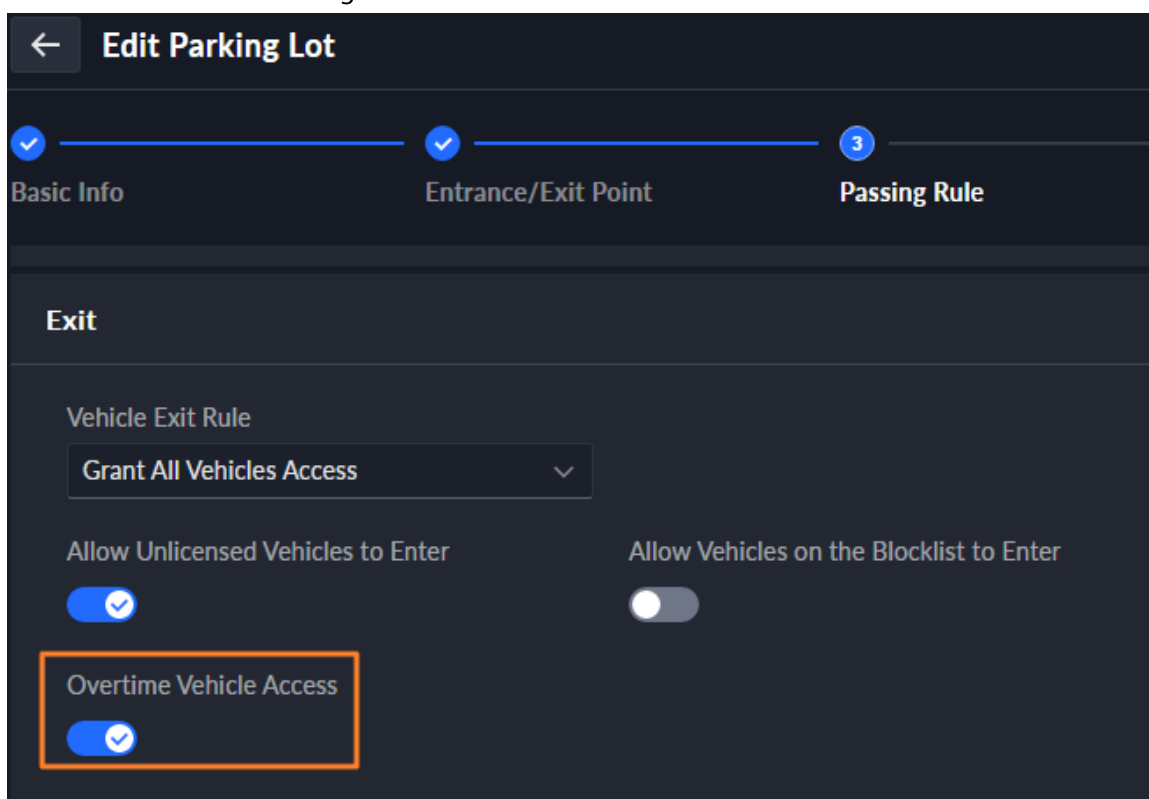 Edit Parking Lot
3
Basic Info Entrance/Exit Point Passing Rule
Exit
Vehicle Exit Rule
Grant All Vehicles Access
Allow Unlicensed Vehicles to Enter Allow Vehicles on the Blocklist to Enter
Overtime Vehicle Access